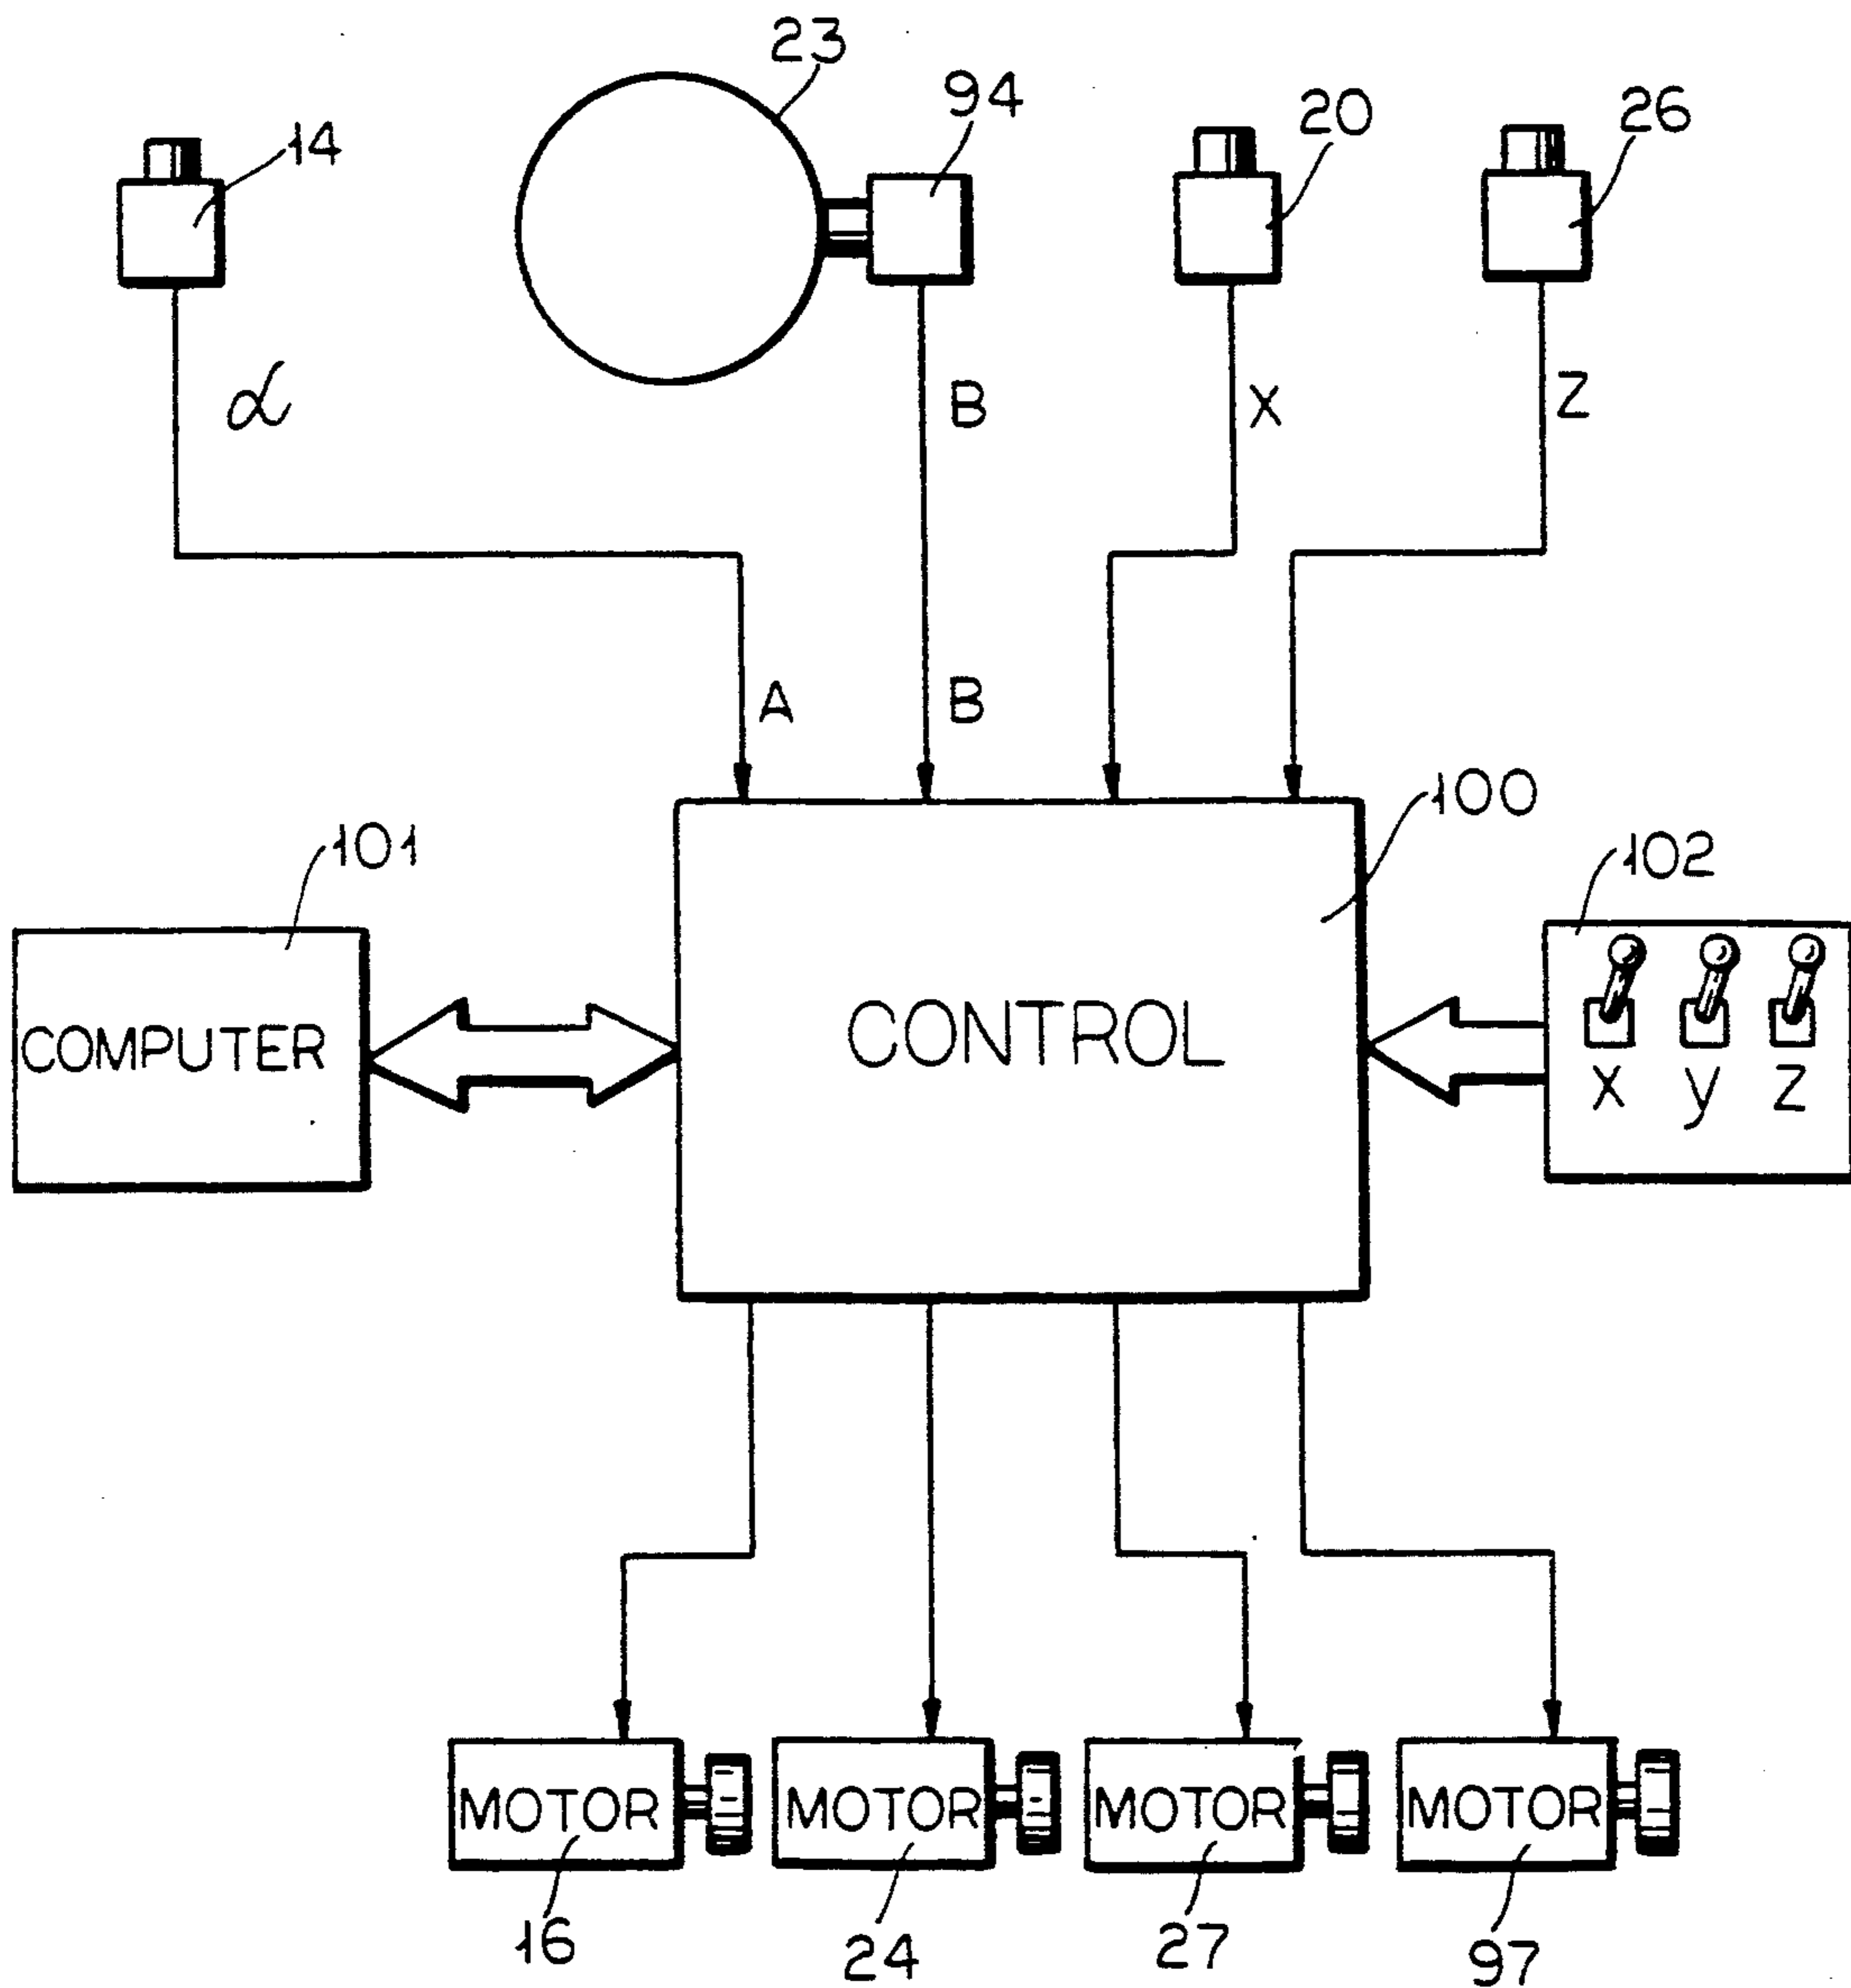 23
94
20
26
14
α
B
X
Z
A
B
100
101
102
COMPUTER
CONTROL
x y z
MOTOR
MOTOR
MOTOR
MOTOR
16
24
27
97